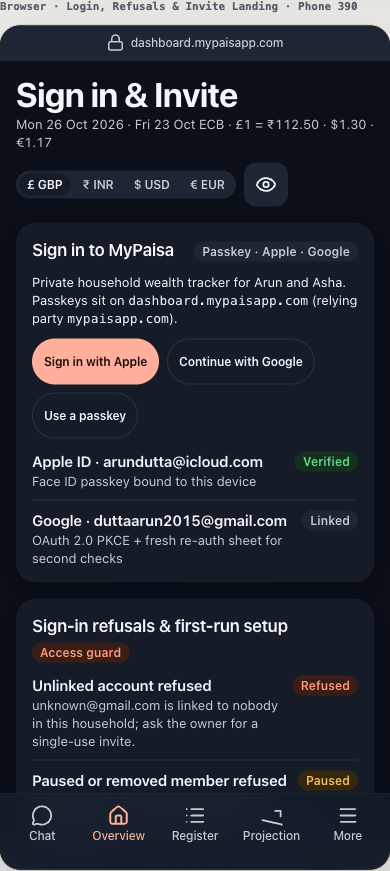 Browser · Login, Refusals & Invite Landing · Phone 390
dashboard.mypaisapp.com
Sign in & Invite
Mon 26 Oct 2026 · Fri 23 Oct ECB · £1 = ₹112.50 · $1.30 ·
€1.17
£ GBP ₹ INR $ USD € EUR
Sign in to MyPaisa
Passkey · Apple · Google
Private household wealth tracker for Arun and Asha.
Passkeys sit on dashboard.mypaisapp.com (relying
party mypaisapp.com).
Sign in with Apple
Continue with Google
Use a passkey
Apple ID · arundutta@icloud.com
Verified
Face ID passkey bound to this device
Google · duttaarun2015@gmail.com
Linked
OAuth 2.0 PKCE + fresh re-auth sheet for
second checks
Sign-in refusals & first-run setup
Access guard
Unlinked account refused
Refused
unknown@gmail.com is linked to nobody
in this household; ask the owner for a
single-use invite.
Paused or removed member refused
Paused
Chat Overview Register Projection More